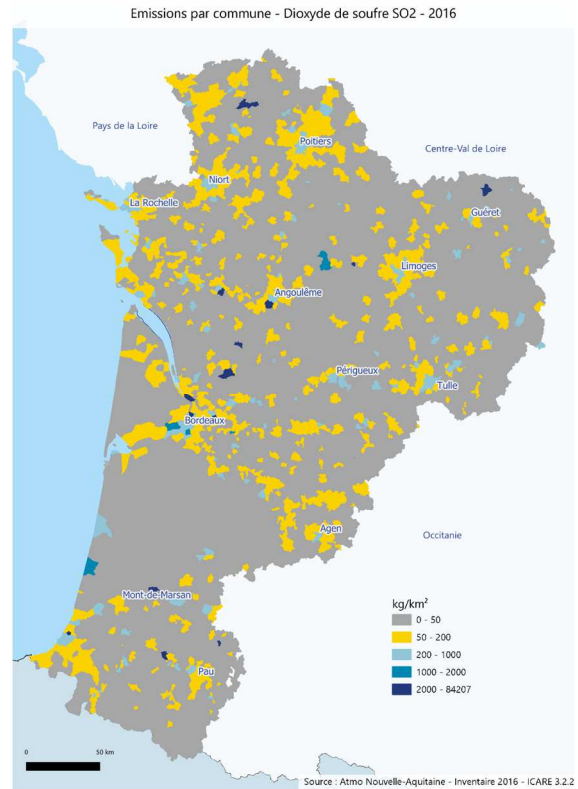 Emissions par commune - Dioxyde de soufre SO2 - 2016
Pays de la Loire
Poitiers
Centre-Val de Loire
Niort
La Rochelle
Guéret
Limoges
Angoulême
Périgueux
Tulle
Bordeaux
Agen
Occitanie
Mont-de-Marsan
Pau
kg/km²
0 - 50
50 - 200
200 - 1000
1000 - 2000
2000 - 84207
0 50 km
Source : Atmo Nouvelle-Aquitaine - Inventaire 2016 - ICARE 3.2.2